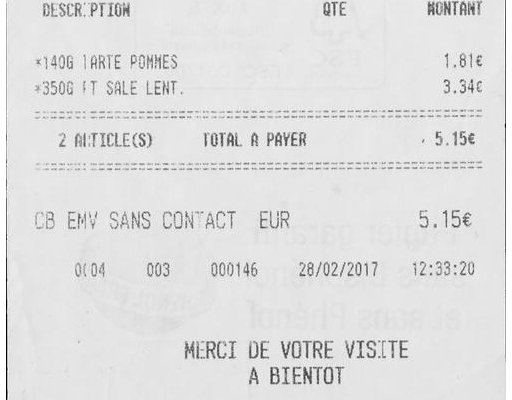 DESCRIPTION QTE MONTANT
*140G TARTE POMMES 1.81€
*350G PT SALE LENT. 3.34€
2 ARTICLE(S) TOTAL A PAYER 5.15€
CB EMV SANS CONTACT EUR 5.15€
0004 003 000146 28/02/2017 12:33:20
MERCI DE VOTRE VISITE
A BIENTOT